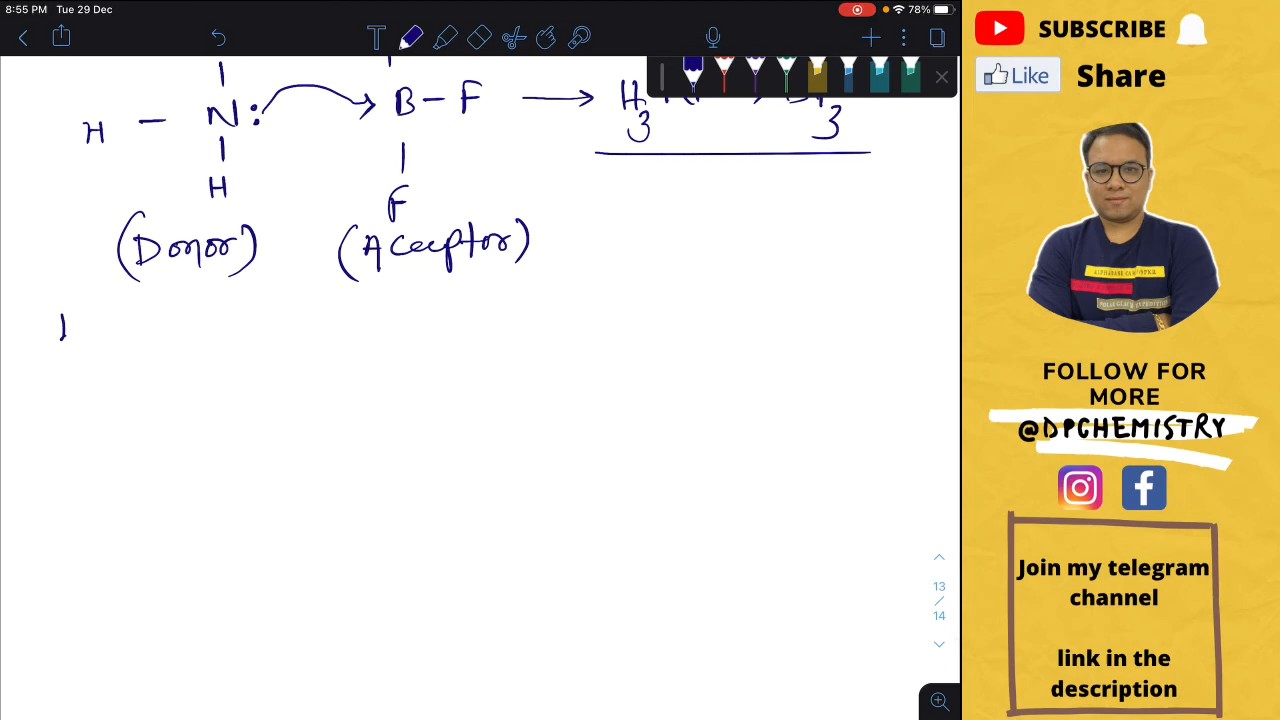 8:55 PM Tue 29 Dec
78%
H — N: B — F → H3 3
H
F
(Donor) (Acceptor)
13
/
14
SUBSCRIBE
Like Share
FOLLOW FOR
MORE
@DPCHEMISTRY
Join my telegram
channel
link in the
description